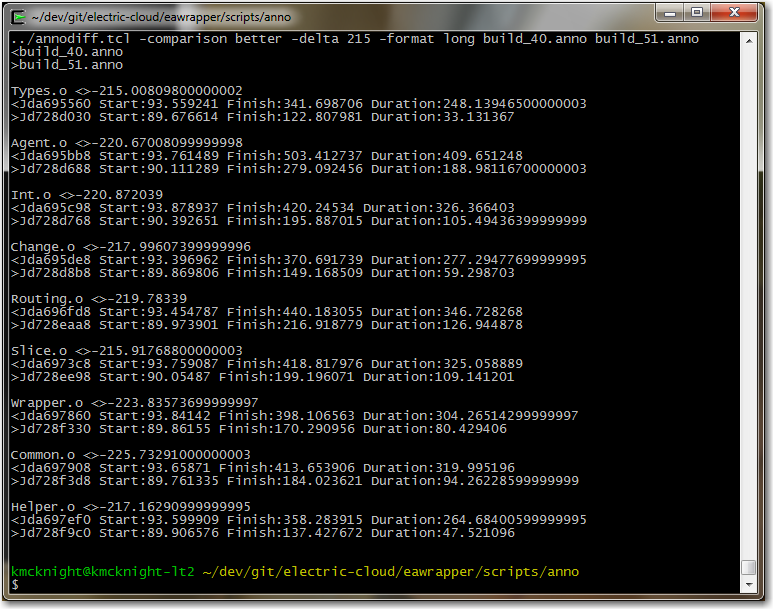 ~/dev/git/electric-cloud/eawrapper/scripts/anno
../annodiff.tcl -comparison better -delta 215 -format long build_40.anno build_51.anno
<build_40.anno
>build_51.anno
Types.o <>-215.00809800000002
<Jda695560 Start:93.559241 Finish:341.698706 Duration:248.13946500000003
>Jd728d030 Start:89.676614 Finish:122.807981 Duration:33.131367
Agent.o <>-220.67008099999998
<Jda695bb8 Start:93.761489 Finish:503.412737 Duration:409.651248
>Jd728d688 Start:90.111289 Finish:279.092456 Duration:188.98116700000003
Int.o <>-220.872039
<Jda695c98 Start:93.878937 Finish:420.24534 Duration:326.366403
>Jd728d768 Start:90.392651 Finish:195.887015 Duration:105.49436399999999
Change.o <>-217.99607399999996
<Jda695de8 Start:93.396962 Finish:370.691739 Duration:277.29477699999995
>Jd728d8b8 Start:89.869806 Finish:149.168509 Duration:59.298703
Routing.o <>-219.78339
<Jda696fd8 Start:93.454787 Finish:440.183055 Duration:346.728268
>Jd728eaa8 Start:89.973901 Finish:216.918779 Duration:126.944878
Slice.o <>-215.91768800000003
<Jda6973c8 Start:93.759087 Finish:418.817976 Duration:325.058889
>Jd728ee98 Start:90.05487 Finish:199.196071 Duration:109.141201
Wrapper.o <>-223.83573699999997
<Jda697860 Start:93.84142 Finish:398.106563 Duration:304.26514299999997
>Jd728f330 Start:89.86155 Finish:170.290956 Duration:80.429406
Common.o <>-225.73291000000003
<Jda697908 Start:93.65871 Finish:413.653906 Duration:319.995196
>Jd728f3d8 Start:89.761335 Finish:184.023621 Duration:94.26228599999999
Helper.o <>-217.16290999999995
<Jda697ef0 Start:93.599909 Finish:358.283915 Duration:264.68400599999995
>Jd728f9c0 Start:89.906576 Finish:137.427672 Duration:47.521096
kmcknight@kmcknight-lt2 ~/dev/git/electric-cloud/eawrapper/scripts/anno
$